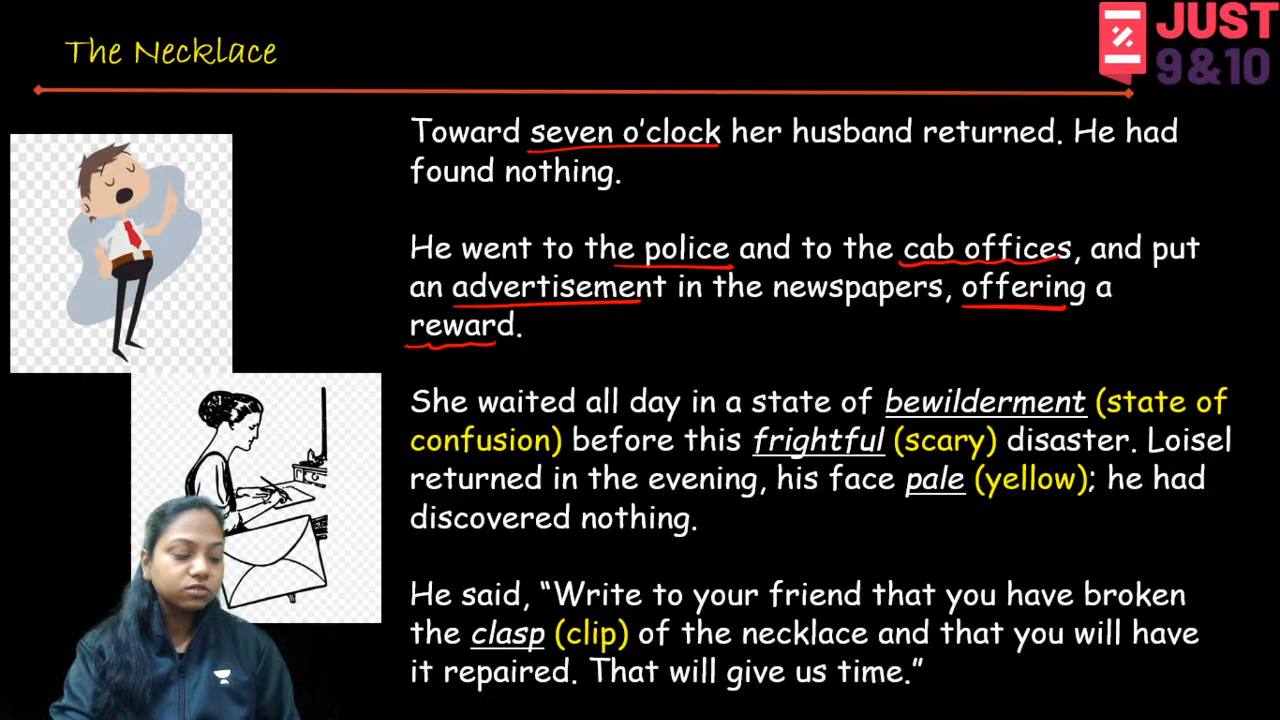 The Necklace
JUST
9&10
Toward seven o'clock her husband returned. He had
found nothing.
He went to the police and to the cab offices, and put
an advertisement in the newspapers, offering a
reward.
She waited all day in a state of bewilderment (state of
confusion) before this frightful (scary) disaster. Loisel
returned in the evening, his face pale (yellow); he had
discovered nothing.
He said, “Write to your friend that you have broken
the clasp (clip) of the necklace and that you will have
it repaired. That will give us time.”